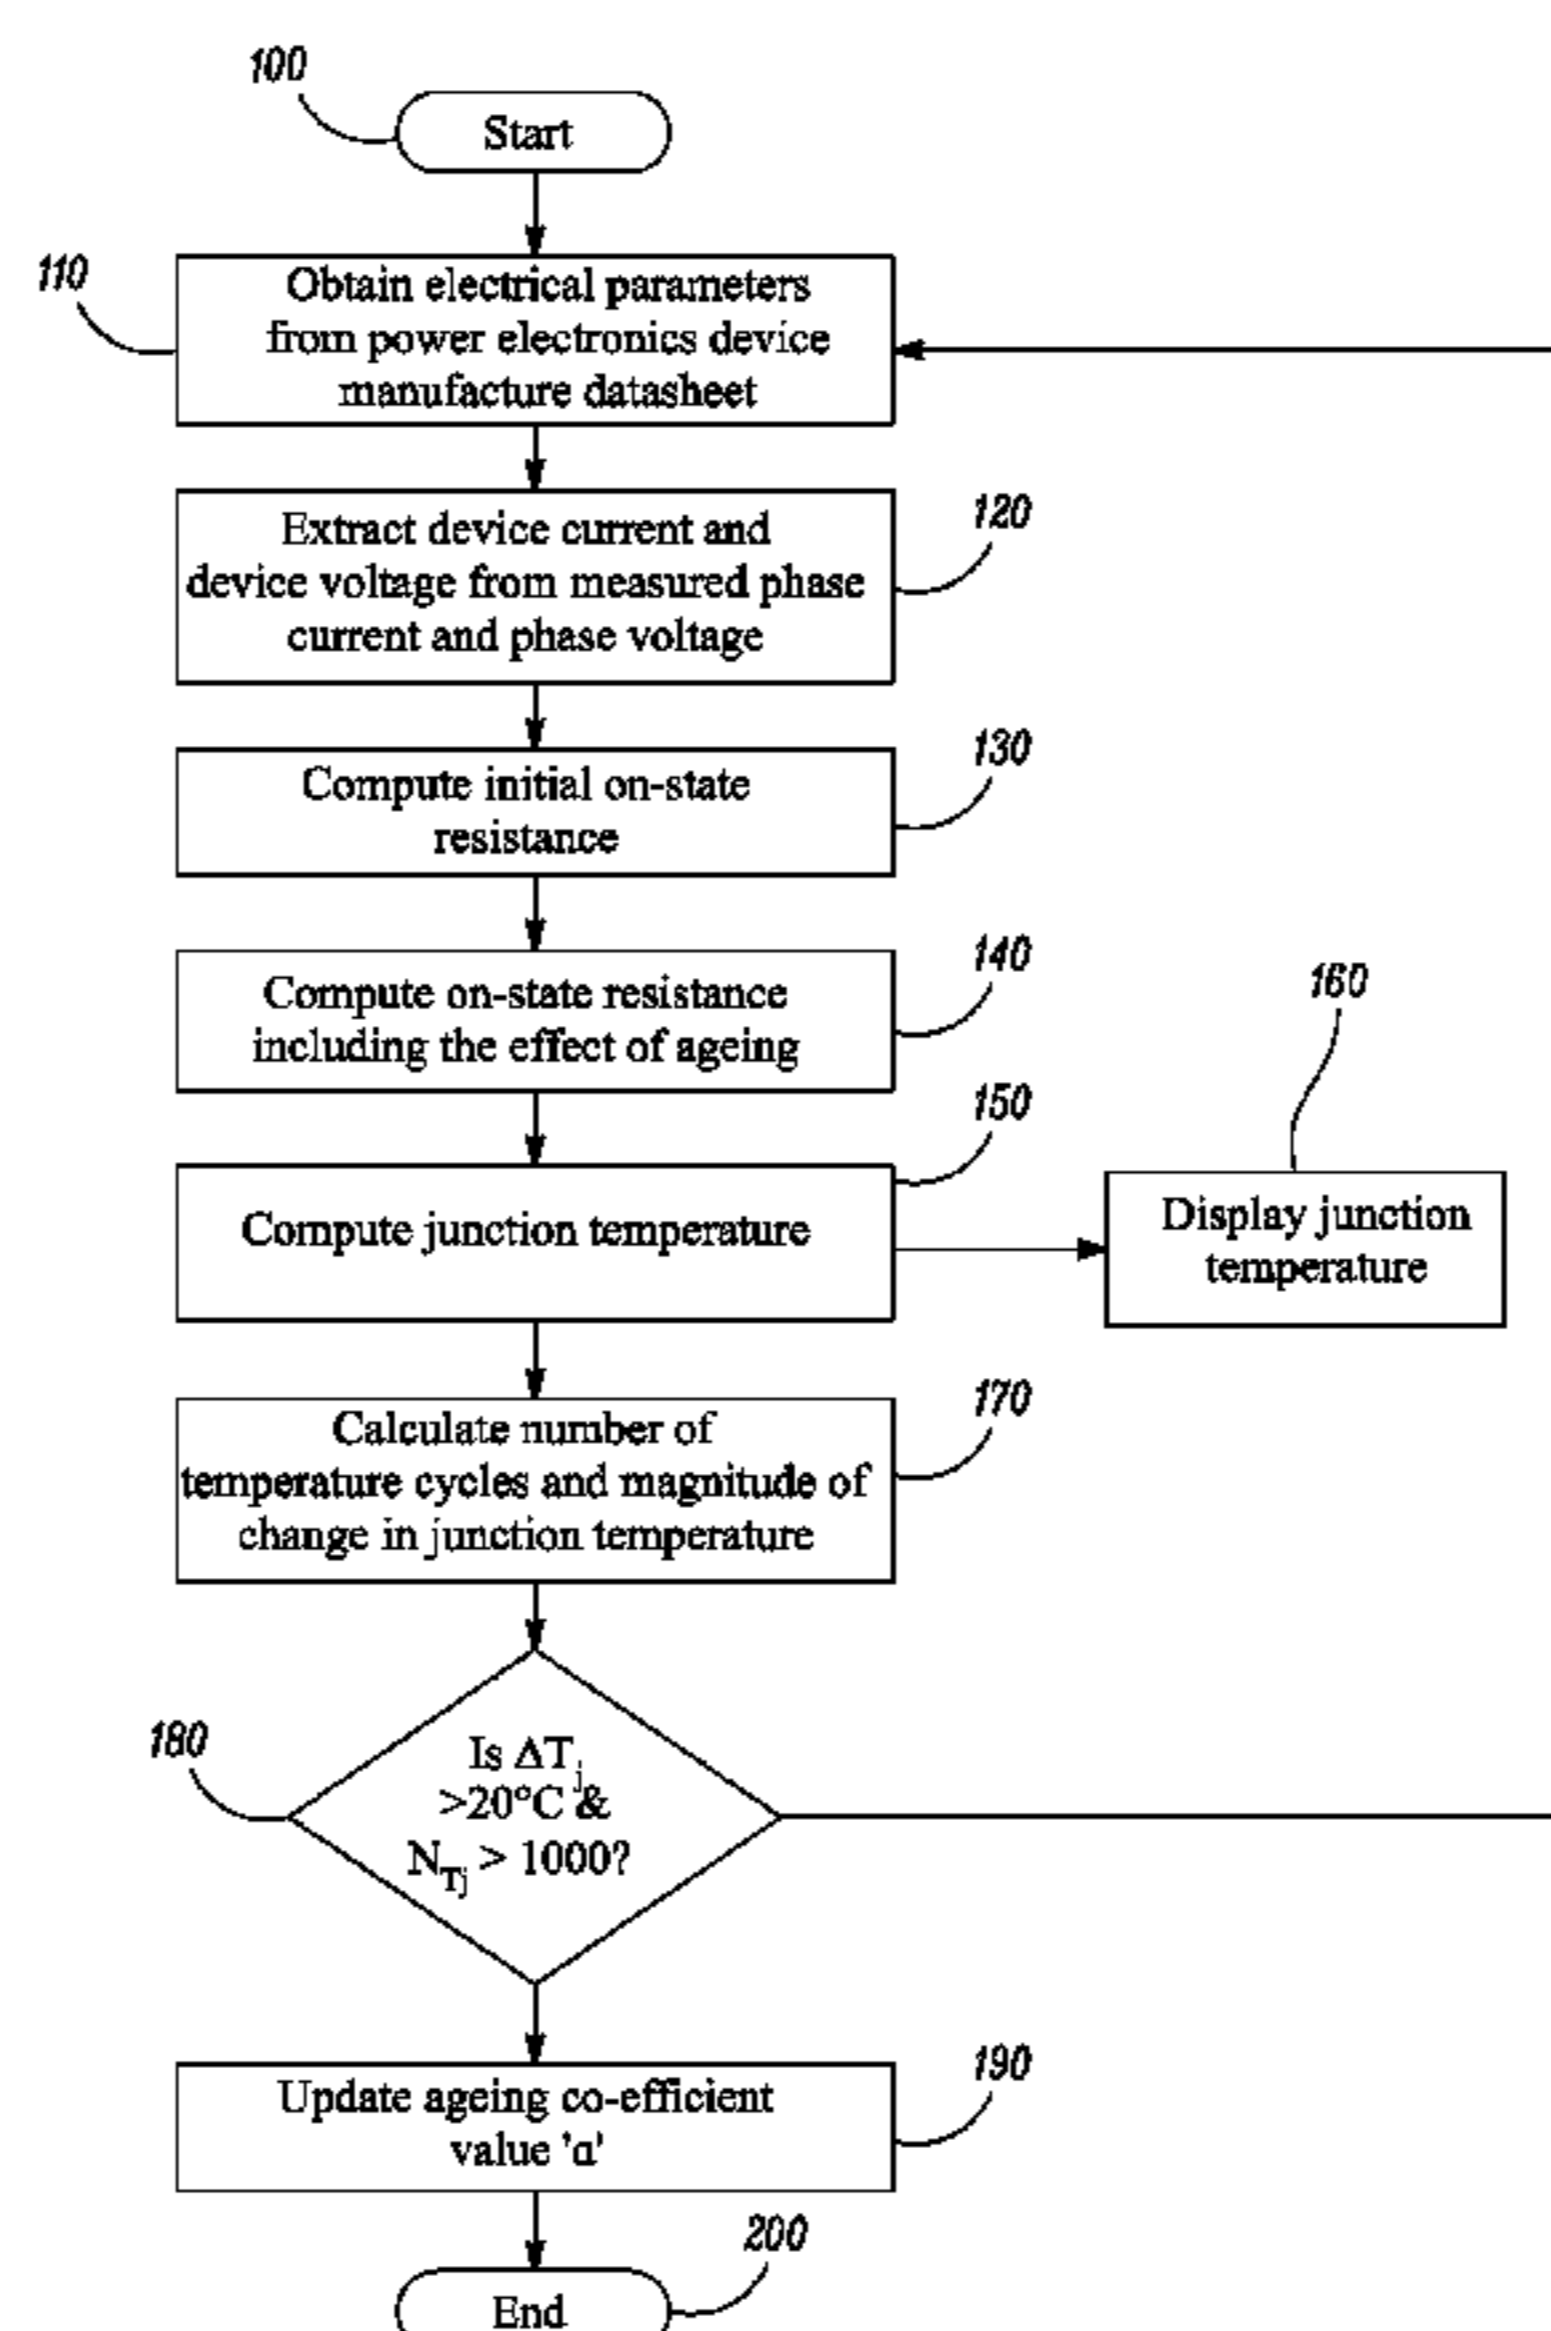 100
Start
110
Obtain electrical parameters
from power electronics device
manufacture datasheet
120
Extract device current and
device voltage from measured phase
current and phase voltage
130
Compute initial on-state
resistance
140
Compute on-state resistance
including the effect of ageing
150
Compute junction temperature
160
Display junction
temperature
170
Calculate number of
temperature cycles and magnitude of
change in junction temperature
180
Is ΔTj
>20°C &
NTj > 1000?
190
Update ageing co-efficient
value 'α'
200
End